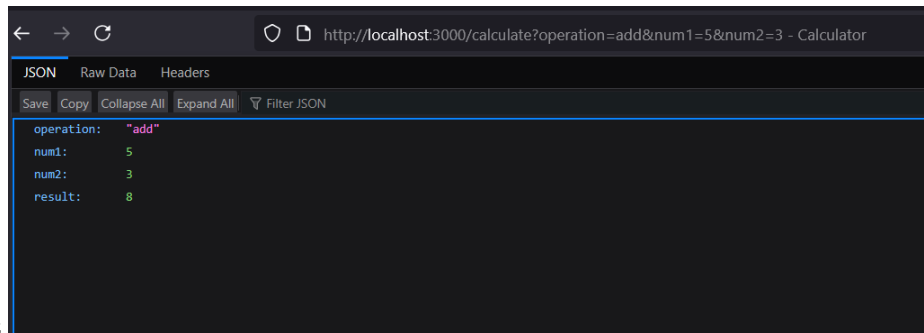 http://localhost:3000/calculate?operation=add&num1=5&num2=3 - Calculator
JSON Raw Data Headers
Save Copy Collapse All Expand All Filter JSON
operation: "add"
num1: 5
num2: 3
result: 8